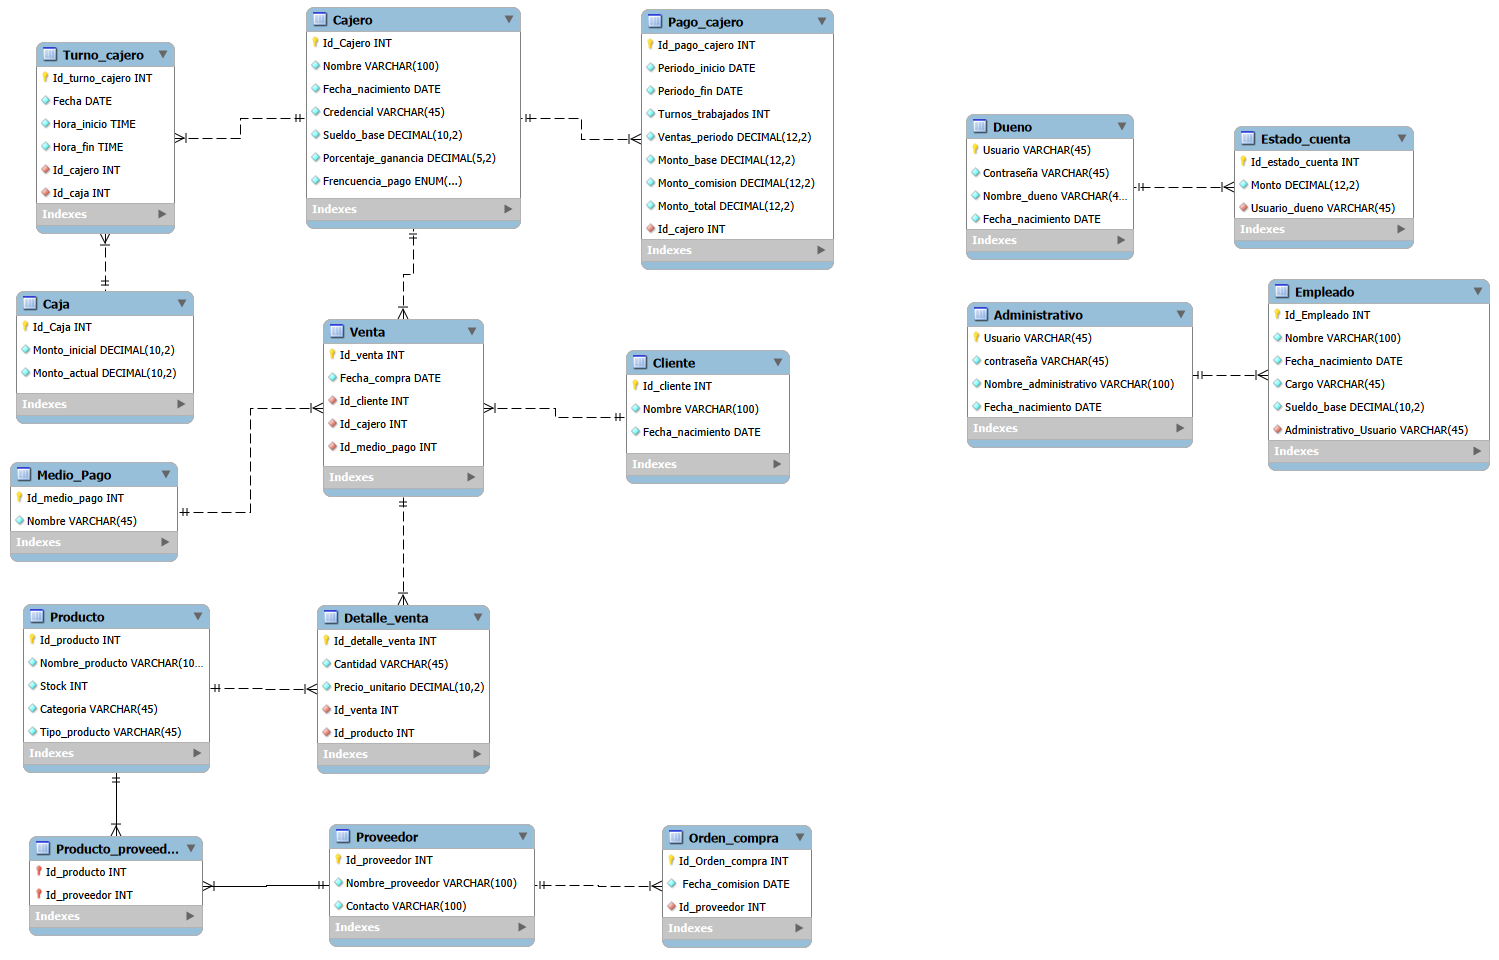 Turno_cajero
Id_turno_cajero INT
Fecha DATE
Hora_inicio TIME
Hora_fin TIME
Id_cajero INT
Id_caja INT
Indexes
Cajero
Id_Cajero INT
Nombre VARCHAR(100)
Fecha_nacimiento DATE
Credencial VARCHAR(45)
Sueldo_base DECIMAL(10,2)
Porcentaje_ganancia DECIMAL(5,2)
Frencuencia_pago ENUM(...)
Indexes
Pago_cajero
Id_pago_cajero INT
Periodo_inicio DATE
Periodo_fin DATE
Turnos_trabajados INT
Ventas_periodo DECIMAL(12,2)
Monto_base DECIMAL(12,2)
Monto_comision DECIMAL(12,2)
Monto_total DECIMAL(12,2)
Id_cajero INT
Indexes
Dueno
Usuario VARCHAR(45)
Contraseña VARCHAR(45)
Nombre_dueno VARCHAR(4...
Fecha_nacimiento DATE
Indexes
Estado_cuenta
Id_estado_cuenta INT
Monto DECIMAL(12,2)
Usuario_dueno VARCHAR(45)
Indexes
Caja
Id_Caja INT
Monto_inicial DECIMAL(10,2)
Monto_actual DECIMAL(10,2)
Indexes
Venta
Id_venta INT
Fecha_compra DATE
Id_cliente INT
Id_cajero INT
Id_medio_pago INT
Indexes
Cliente
Id_cliente INT
Nombre VARCHAR(100)
Fecha_nacimiento DATE
Indexes
Administrativo
Usuario VARCHAR(45)
contraseña VARCHAR(45)
Nombre_administrativo VARCHAR(100)
Fecha_nacimiento DATE
Indexes
Empleado
Id_Empleado INT
Nombre VARCHAR(100)
Fecha_nacimiento DATE
Cargo VARCHAR(45)
Sueldo_base DECIMAL(10,2)
Administrativo_Usuario VARCHAR(45)
Indexes
Medio_Pago
Id_medio_pago INT
Nombre VARCHAR(45)
Indexes
Producto
Id_producto INT
Nombre_producto VARCHAR(10...
Stock INT
Categoria VARCHAR(45)
Tipo_producto VARCHAR(45)
Indexes
Detalle_venta
Id_detalle_venta INT
Cantidad VARCHAR(45)
Precio_unitario DECIMAL(10,2)
Id_venta INT
Id_producto INT
Indexes
Producto_proveed...
Id_producto INT
Id_proveedor INT
Indexes
Proveedor
Id_proveedor INT
Nombre_proveedor VARCHAR(100)
Contacto VARCHAR(100)
Indexes
Orden_compra
Id_Orden_compra INT
Fecha_comision DATE
Id_proveedor INT
Indexes